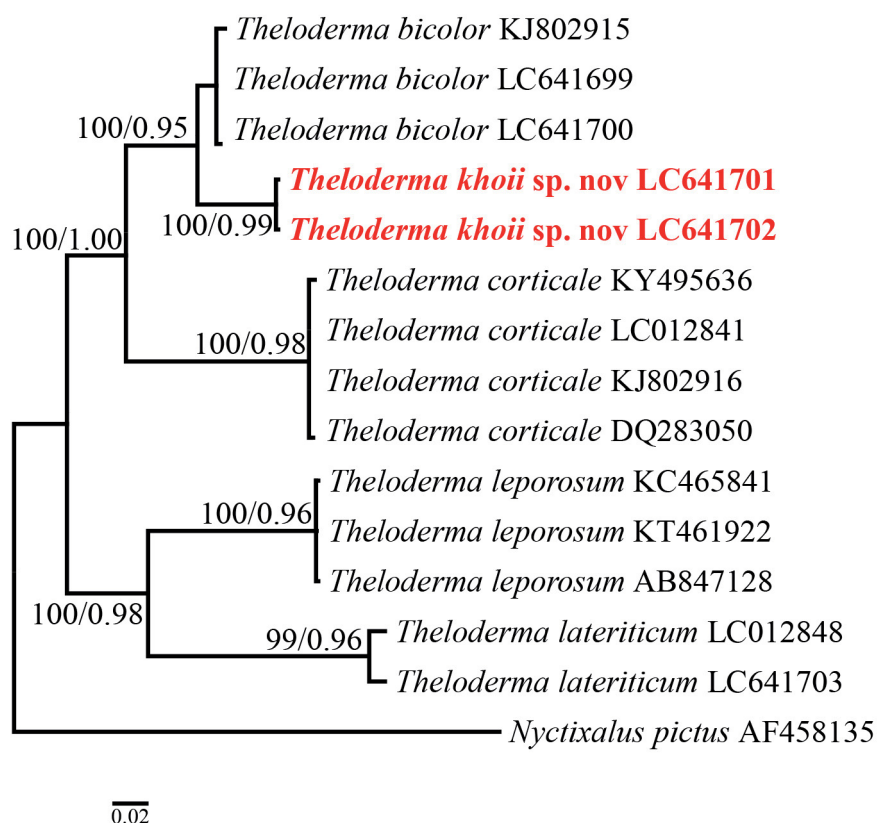 Theloderma bicolor KJ802915
Theloderma bicolor LC641699
100/0.95
Theloderma bicolor LC641700
Theloderma khoii sp. nov LC641701
100/0.99
Theloderma khoii sp. nov LC641702
100/1.00
Theloderma corticale KY495636
Theloderma corticale LC012841
100/0.98
Theloderma corticale KJ802916
Theloderma corticale DQ283050
Theloderma leporosum KC465841
100/0.96
Theloderma leporosum KT461922
Theloderma leporosum AB847128
100/0.98
Theloderma lateriticum LC012848
99/0.96
Theloderma lateriticum LC641703
Nyctixalus pictus AF458135
0.02